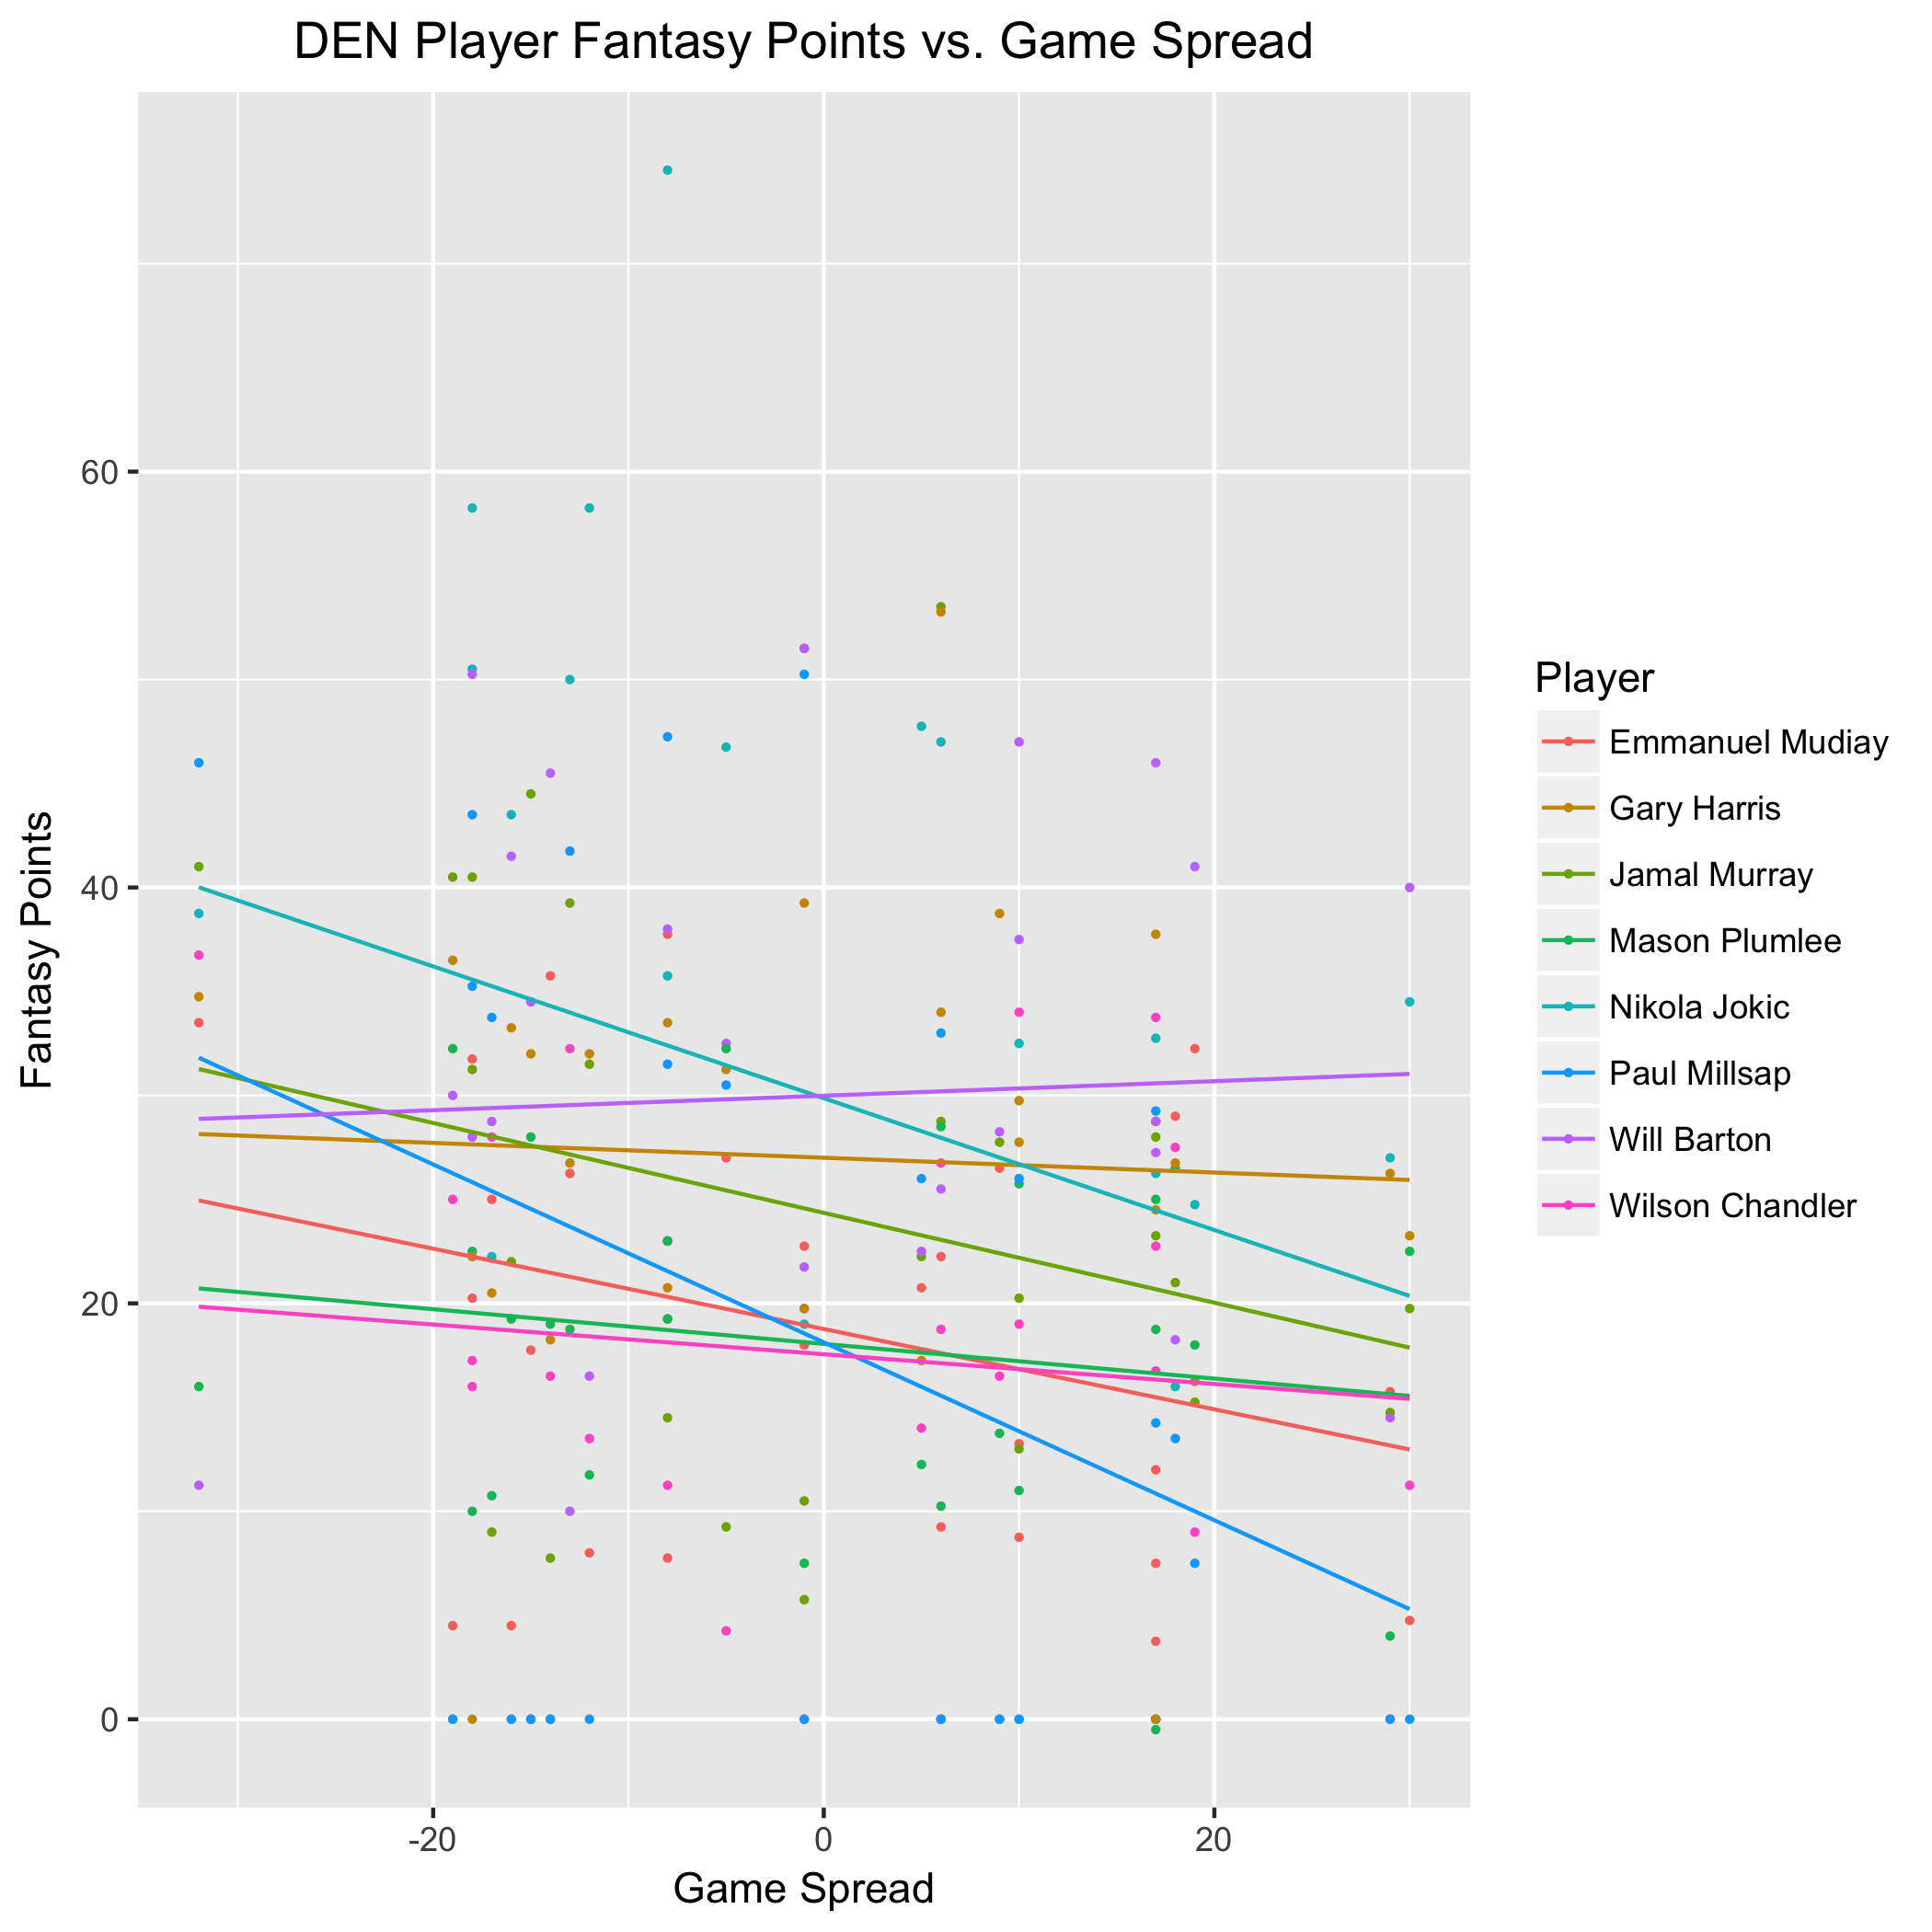 DEN Player Fantasy Points vs. Game Spread
Fantasy Points
60
40
20
0
-20
0
20
Game Spread
Player
Emmanuel Mudiay
Gary Harris
Jamal Murray
Mason Plumlee
Nikola Jokic
Paul Millsap
Will Barton
Wilson Chandler